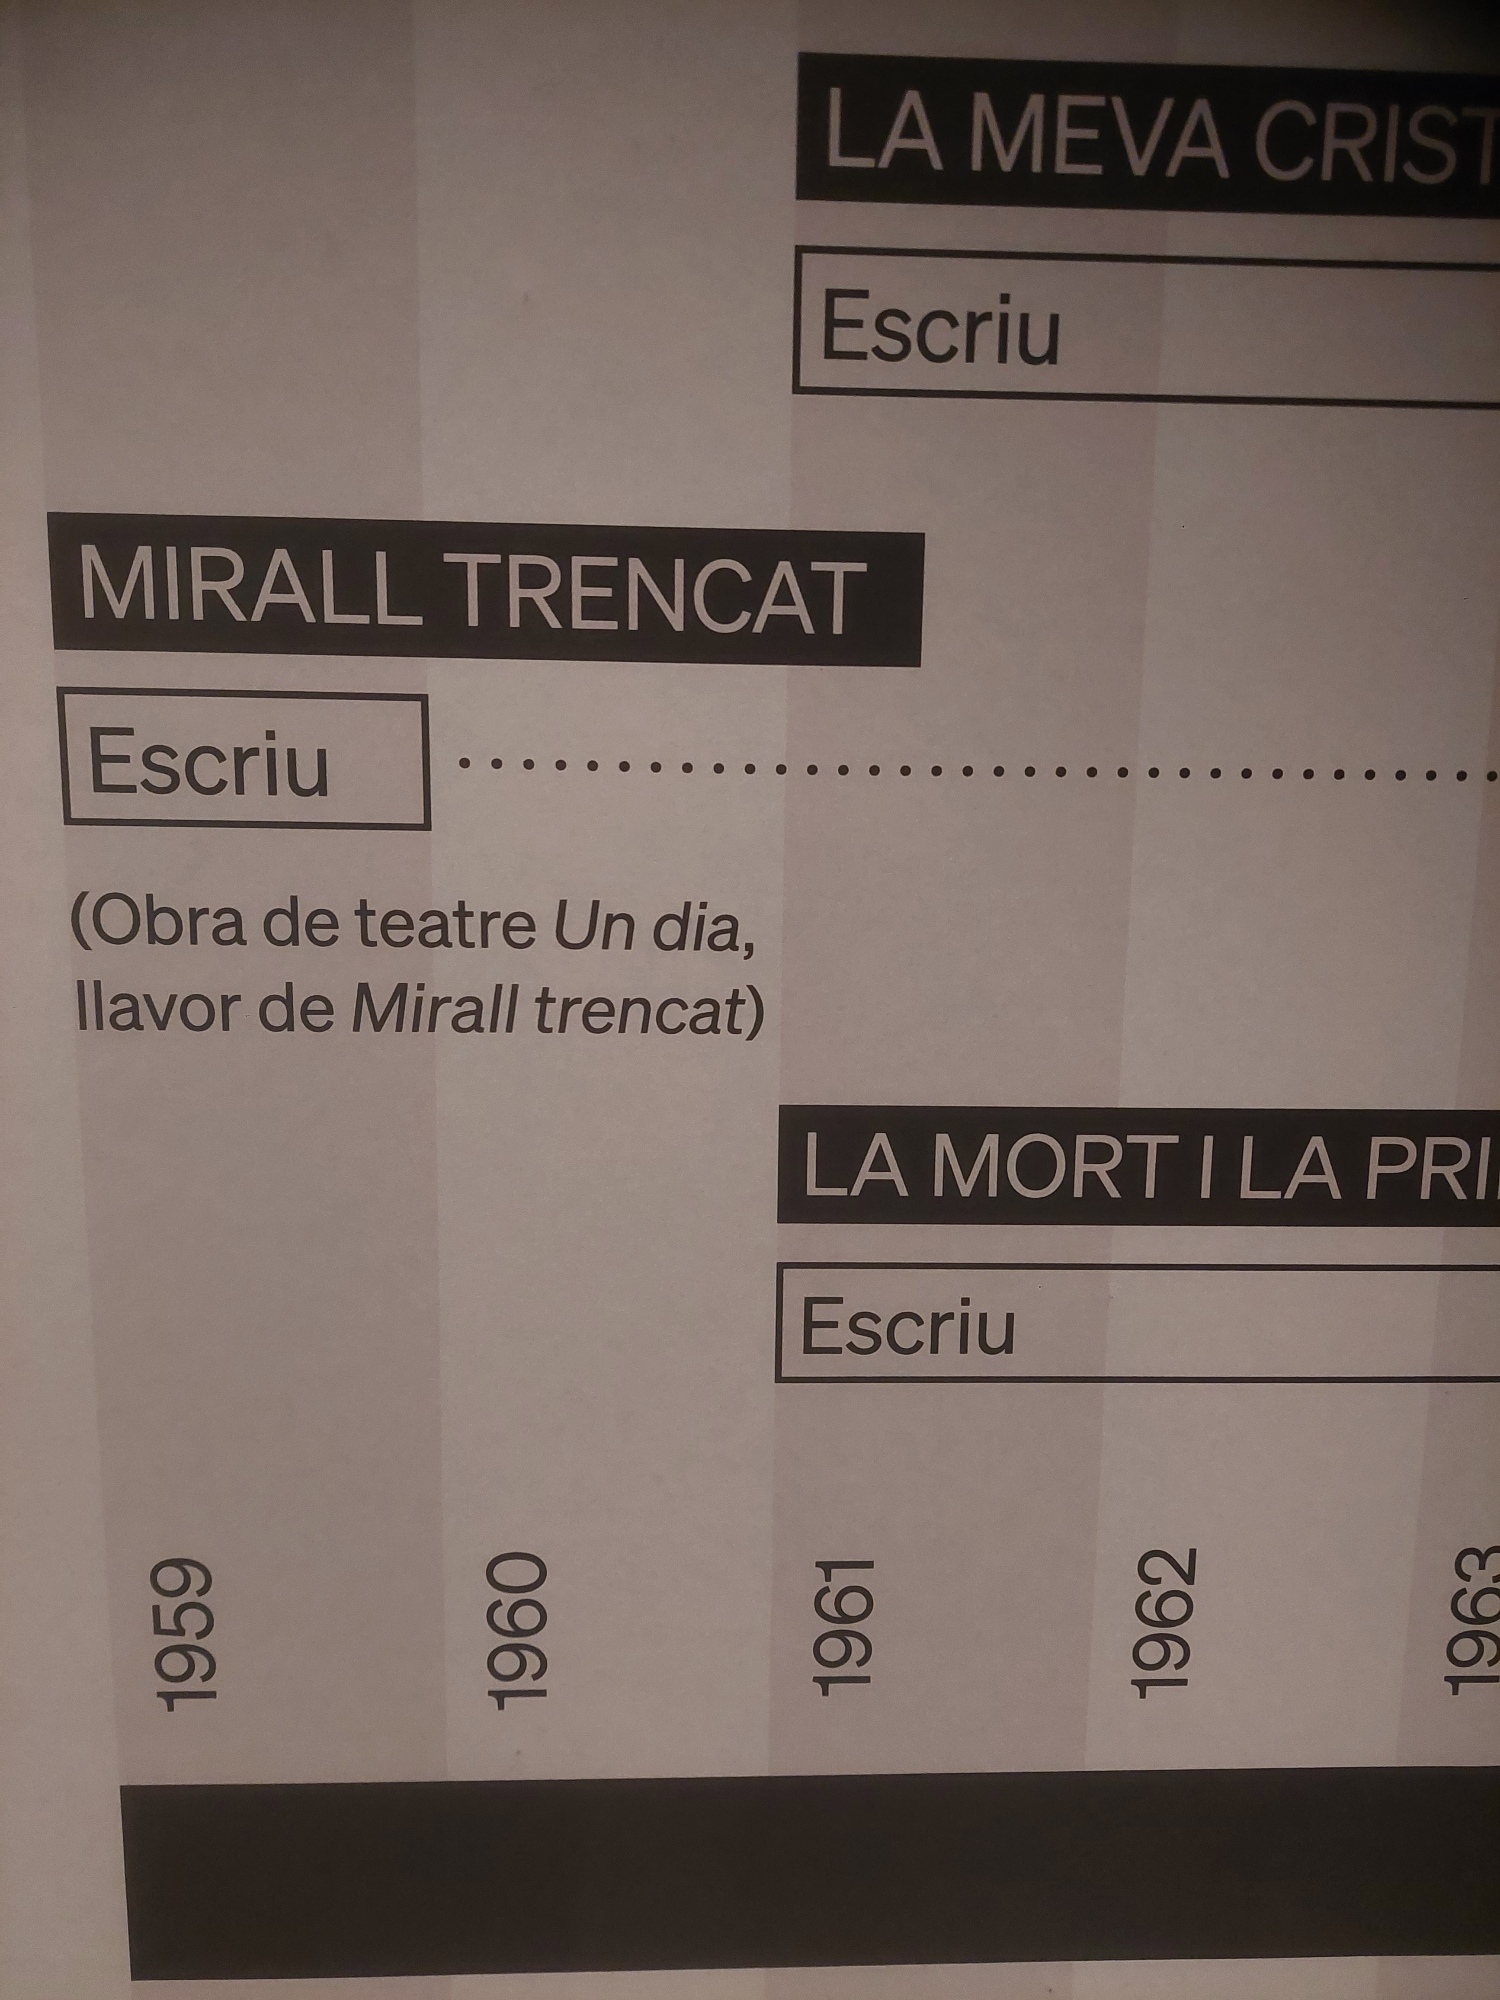 LA MEVA CRIST
Escriu
MIRALL TRENCAT
Escriu
(Obra de teatre Un dia,
llavor de Mirall trencat)
LA MORT I LA PRI
Escriu
1959
1960
1961
1962
1963